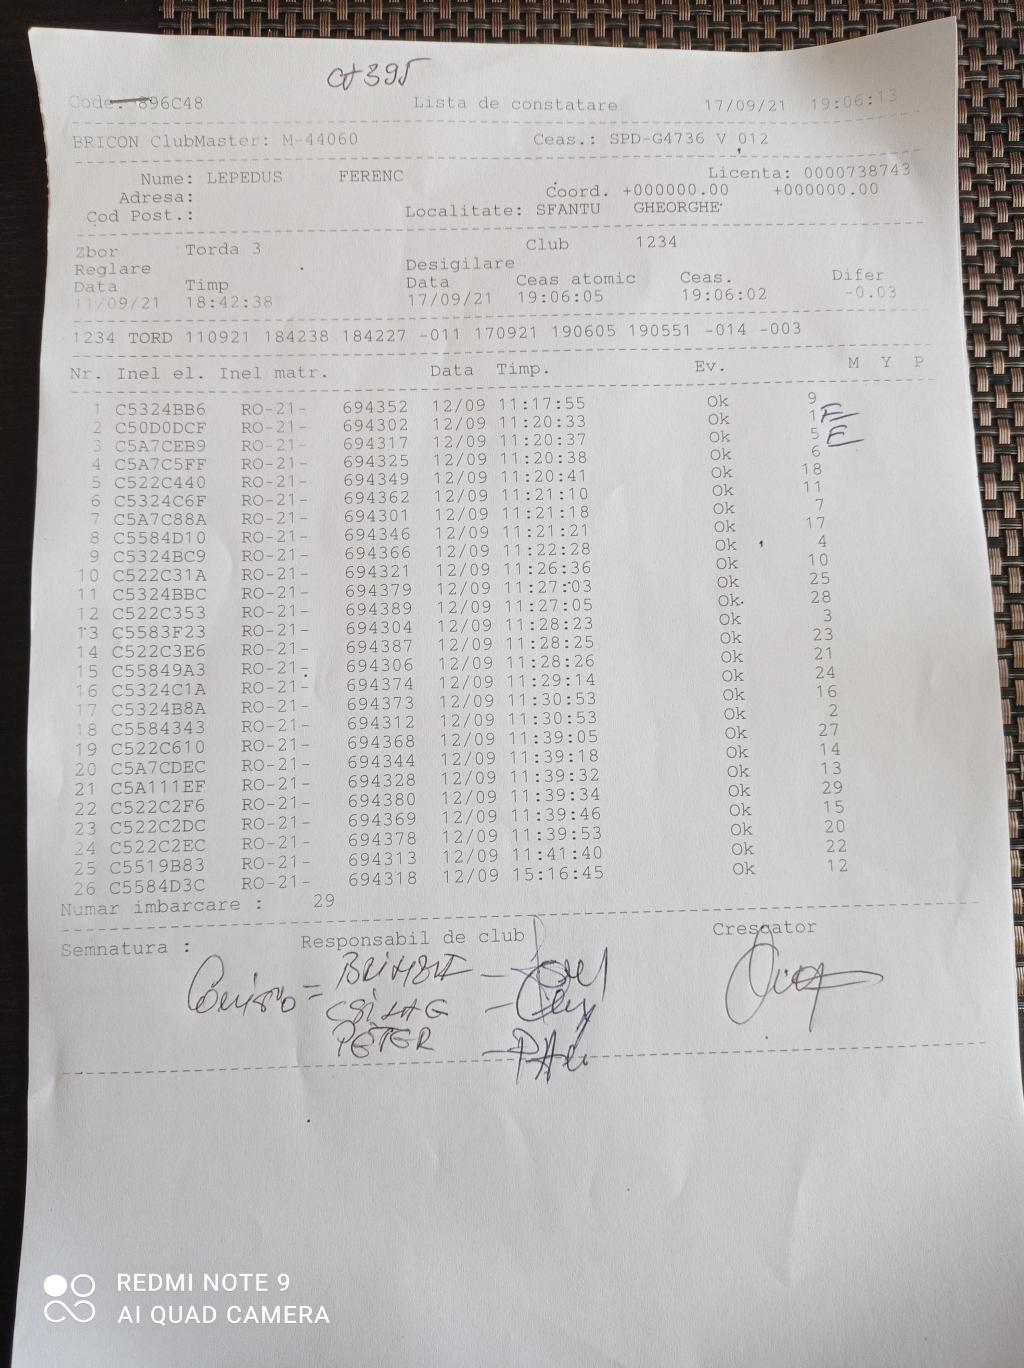 ct 395
Code: 896C48 Lista de constatare 17/09/21 19:06:13
BRICON ClubMaster: M-44060 Ceas.: SPD-G4736 V 012
Nume: LEPEDUS FERENC Licenta: 0000738743
Adresa: Coord. +000000.00 +000000.00
Cod Post.: Localitate: SFANTU GHEORGHE
Zbor Torda 3 Club 1234
Reglare Desigilare
Data Timp Data Ceas atomic Ceas. Difer
11/09/21 18:42:38 17/09/21 19:06:05 19:06:02 -0.03
1234 TORD 110921 184238 184227 -011 170921 190605 190551 -014 -003
Nr. Inel el. Inel matr. Data Timp. Ev. M Y P
1 C5324BB6 RO-21- 694352 12/09 11:17:55 Ok 9
2 C50D0DCF RO-21- 694302 12/09 11:20:33 Ok 1 E
3 C5A7CEB9 RO-21- 694317 12/09 11:20:37 Ok 5 E
4 C5A7C5FF RO-21- 694325 12/09 11:20:38 Ok 6
5 C522C440 RO-21- 694349 12/09 11:20:41 Ok 18
6 C5324C6F RO-21- 694362 12/09 11:21:10 Ok 11
7 C5A7C88A RO-21- 694301 12/09 11:21:18 Ok 7
8 C5584D10 RO-21- 694346 12/09 11:21:21 Ok 17
9 C5324BC9 RO-21- 694366 12/09 11:22:28 Ok 4
10 C522C31A RO-21- 694321 12/09 11:26:36 Ok 10
11 C5324BBC RO-21- 694379 12/09 11:27:03 Ok 25
12 C522C353 RO-21- 694389 12/09 11:27:05 Ok 28
13 C5583F23 RO-21- 694304 12/09 11:28:23 Ok 3
14 C522C3E6 RO-21- 694387 12/09 11:28:25 Ok 23
15 C55849A3 RO-21- 694306 12/09 11:28:26 Ok 21
16 C5324C1A RO-21- 694374 12/09 11:29:14 Ok 24
17 C5324B8A RO-21- 694373 12/09 11:30:53 Ok 16
18 C5584343 RO-21- 694312 12/09 11:30:53 Ok 2
19 C522C610 RO-21- 694368 12/09 11:39:05 Ok 27
20 C5A7CDEC RO-21- 694344 12/09 11:39:18 Ok 14
21 C5A111EF RO-21- 694328 12/09 11:39:32 Ok 13
22 C522C2F6 RO-21- 694380 12/09 11:39:34 Ok 29
23 C522C2DC RO-21- 694369 12/09 11:39:46 Ok 15
24 C522C2EC RO-21- 694378 12/09 11:39:53 Ok 20
25 C5519B83 RO-21- 694313 12/09 11:41:40 Ok 22
26 C5584D3C RO-21- 694318 12/09 15:16:45 Ok 12
Numar imbarcare : 29
Semnatura : Responsabil de club Crescator
PÉTER
REDMI NOTE 9
AI QUAD CAMERA